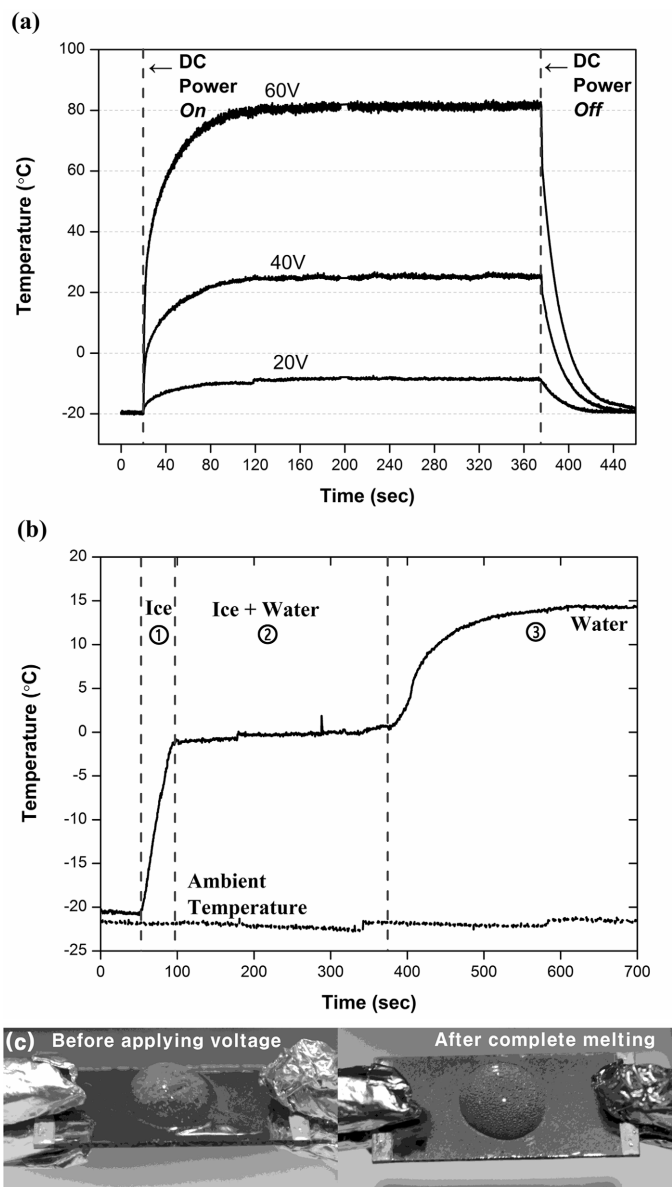 (a)
100
80
60
40
20
0
-20
Temperature (°C)
← DC
Power
On
← DC
Power
Off
60V
40V
20V
0 40 80 120 160 200 240 280 320 360 400 440
Time (sec)
(b)
20
15
10
5
0
-5
-10
-15
-20
-25
Temperature (°C)
Ice
①
Ice + Water
②
③
Water
Ambient
Temperature
0 100 200 300 400 500 600 700
Time (sec)
(c) Before applying voltage
After complete melting